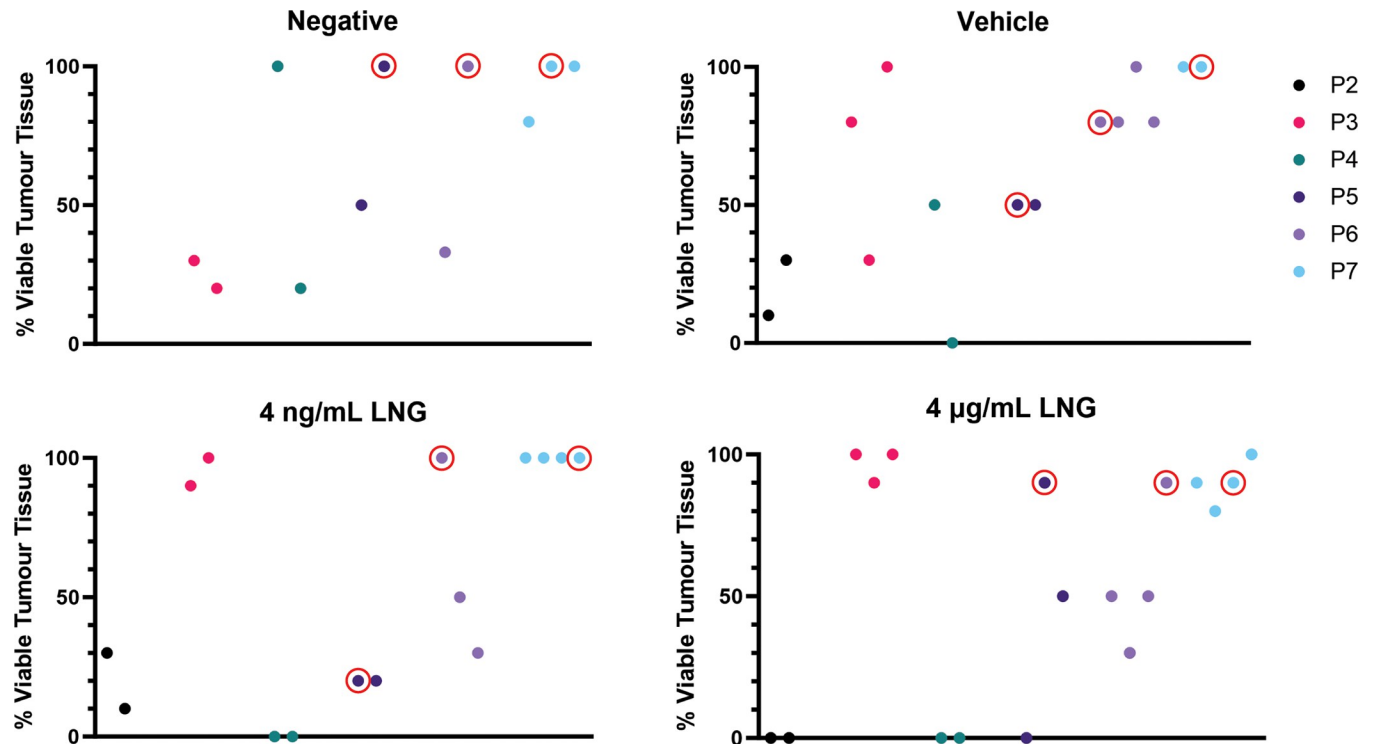 Negative
% Viable Tumour Tissue
100
50
0
Vehicle
% Viable Tumour Tissue
100
50
0
P2
P3
P4
P5
P6
P7
4 ng/mL LNG
% Viable Tumour Tissue
100
50
0
4 µg/mL LNG
% Viable Tumour Tissue
100
50
0